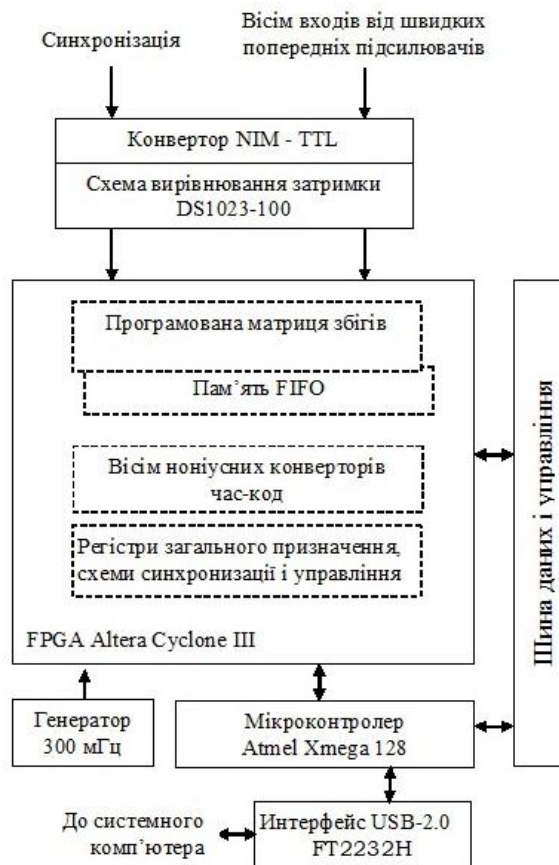 Синхронізація
Вісім входів від швидких
попередніх підсилювачів
Конвертор NIM - TTL
Схема вирівнювання затримки
DS1023-100
Програмована матриця збігів
Пам’ять FIFO
Вісім ноніусних конверторів
час-код
Регістри загального призначення,
схеми синхронизації і управління
FPGA Altera Cyclone III
Шина даних і управління
Генератор
300 мГц
Мікроконтролер
Atmel Xmega 128
До системного
комп’ютера
Интерфейс USB-2.0
FT2232H